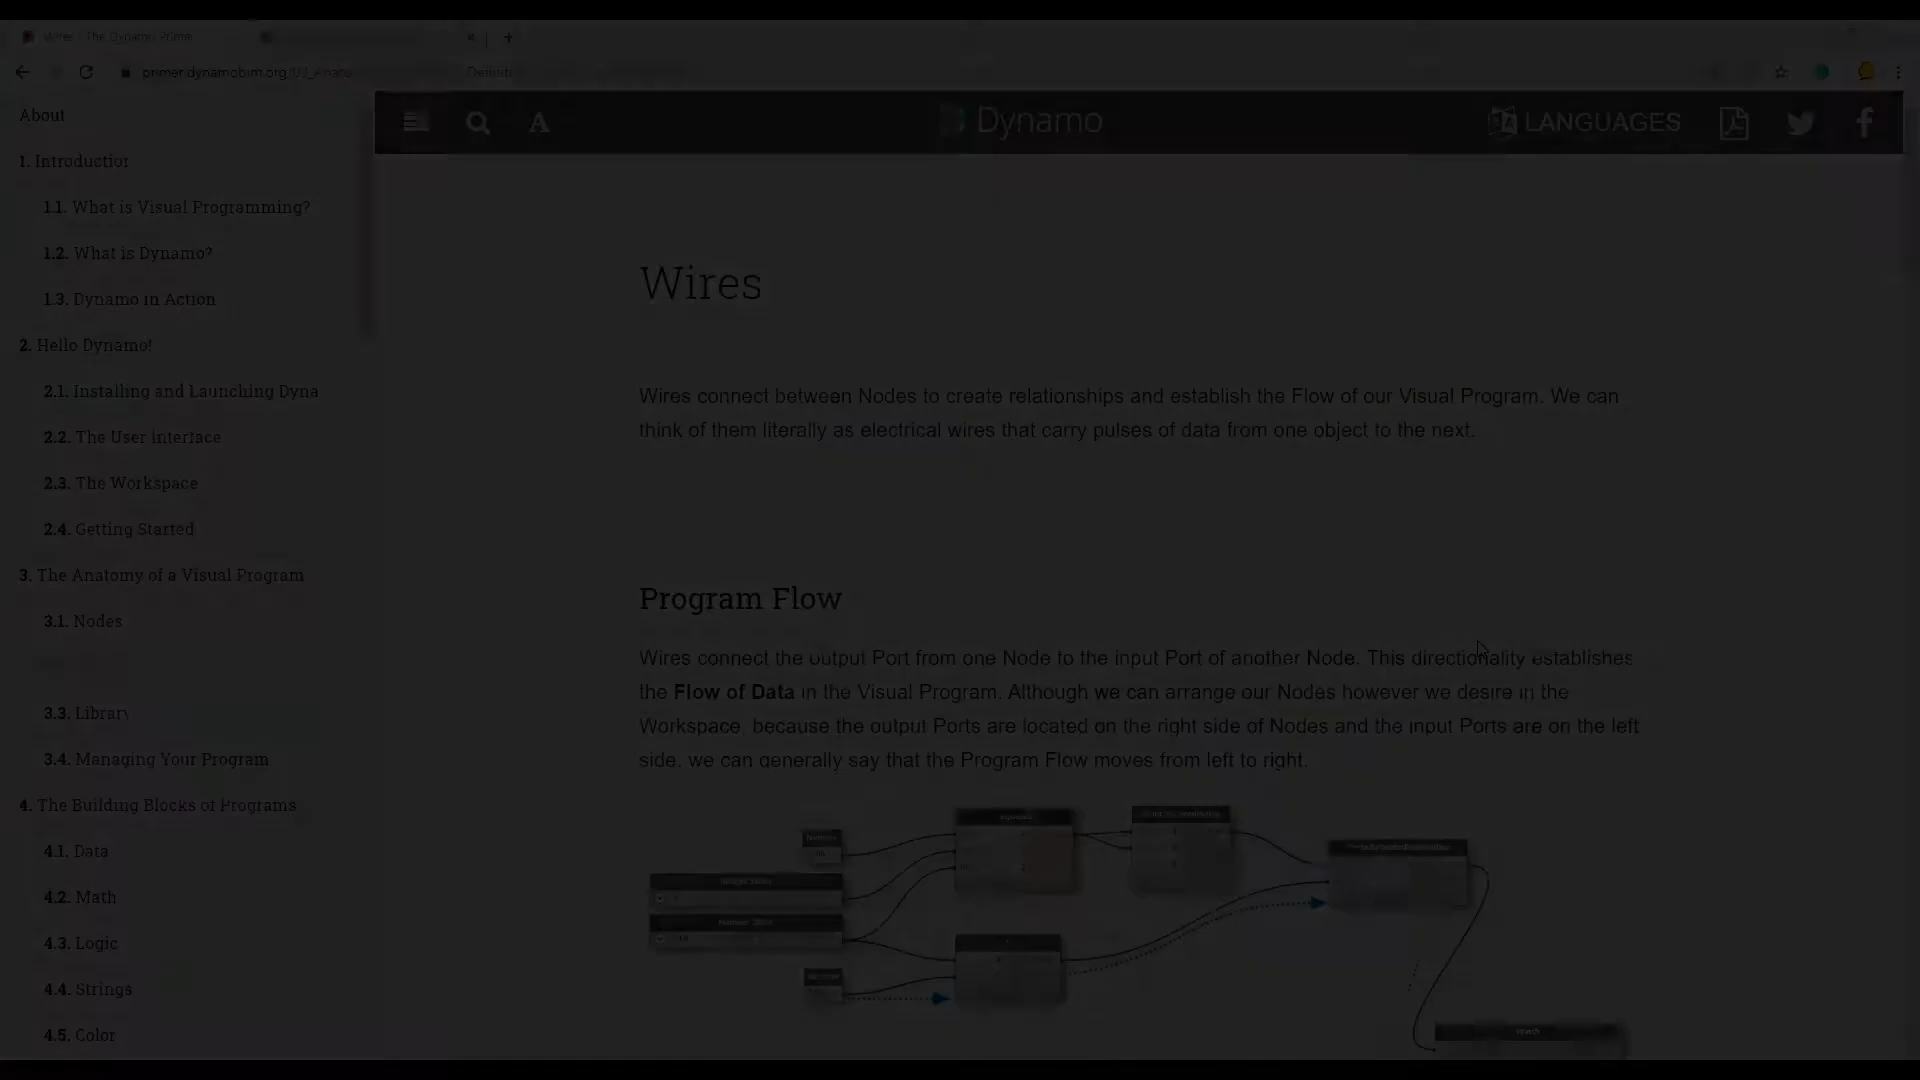 Wires - The Dynamo Primer
primer.dynamobim.org/
LANGUAGES
Dynamo
A
About
1. Introduction
1.1. What is Visual Programming?
1.2. What is Dynamo?
1.3. Dynamo in Action
2. Hello Dynamo!
2.1. Installing and Launching Dyna
2.2. The User Interface
2.3. The Workspace
2.4. Getting Started
3. The Anatomy of a Visual Program
3.1. Nodes
3.3. Library
3.4. Managing Your Program
4. The Building Blocks of Programs
4.1. Data
4.2. Math
4.3. Logic
4.4. Strings
4.5. Color
Wires
Wires connect between Nodes to create relationships and establish the Flow of our Visual Program. We can
think of them literally as electrical wires that carry pulses of data from one object to the next.
Program Flow
Wires connect the output Port from one Node to the input Port of another Node. This directionality establishes
the Flow of Data in the Visual Program. Although we can arrange our Nodes however we desire in the
Workspace, because the output Ports are located on the right side of Nodes and the input Ports are on the left
side, we can generally say that the Program Flow moves from left to right.
Number Slider